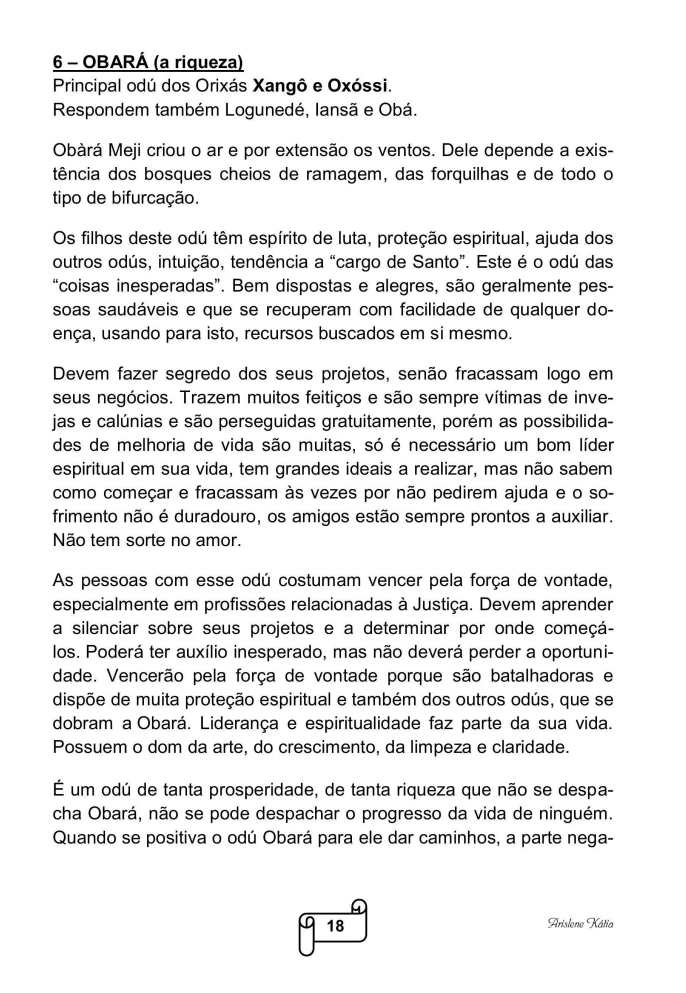 6 – OBARÁ (a riqueza)
Principal odú dos Orixás Xangô e Oxóssi.
Respondem também Logunedé, Iansã e Obá.
Obàrá Meji criou o ar e por extensão os ventos. Dele depende a exis-
tência dos bosques cheios de ramagem, das forquilhas e de todo o
tipo de bifurcação.
Os filhos deste odú têm espírito de luta, proteção espiritual, ajuda dos
outros odús, intuição, tendência a “cargo de Santo”. Este é o odú das
“coisas inesperadas”. Bem dispostas e alegres, são geralmente pes-
soas saudáveis e que se recuperam com facilidade de qualquer do-
ença, usando para isto, recursos buscados em si mesmo.
Devem fazer segredo dos seus projetos, senão fracassam logo em
seus negócios. Trazem muitos feitiços e são sempre vítimas de inve-
jas e calúnias e são perseguidas gratuitamente, porém as possibilida-
des de melhoria de vida são muitas, só é necessário um bom líder
espiritual em sua vida, tem grandes ideais a realizar, mas não sabem
como começar e fracassam às vezes por não pedirem ajuda e o so-
frimento não é duradouro, os amigos estão sempre prontos a auxiliar.
Não tem sorte no amor.
As pessoas com esse odú costumam vencer pela força de vontade,
especialmente em profissões relacionadas à Justiça. Devem aprender
a silenciar sobre seus projetos e a determinar por onde começá-
los. Poderá ter auxílio inesperado, mas não deverá perder a oportuni-
dade. Vencerão pela força de vontade porque são batalhadoras e
dispõe de muita proteção espiritual e também dos outros odús, que se
dobram a Obará. Liderança e espiritualidade faz parte da sua vida.
Possuem o dom da arte, do crescimento, da limpeza e claridade.
É um odú de tanta prosperidade, de tanta riqueza que não se despa-
cha Obará, não se pode despachar o progresso da vida de ninguém.
Quando se positiva o odú Obará para ele dar caminhos, a parte nega-
18
Arislene Kátia